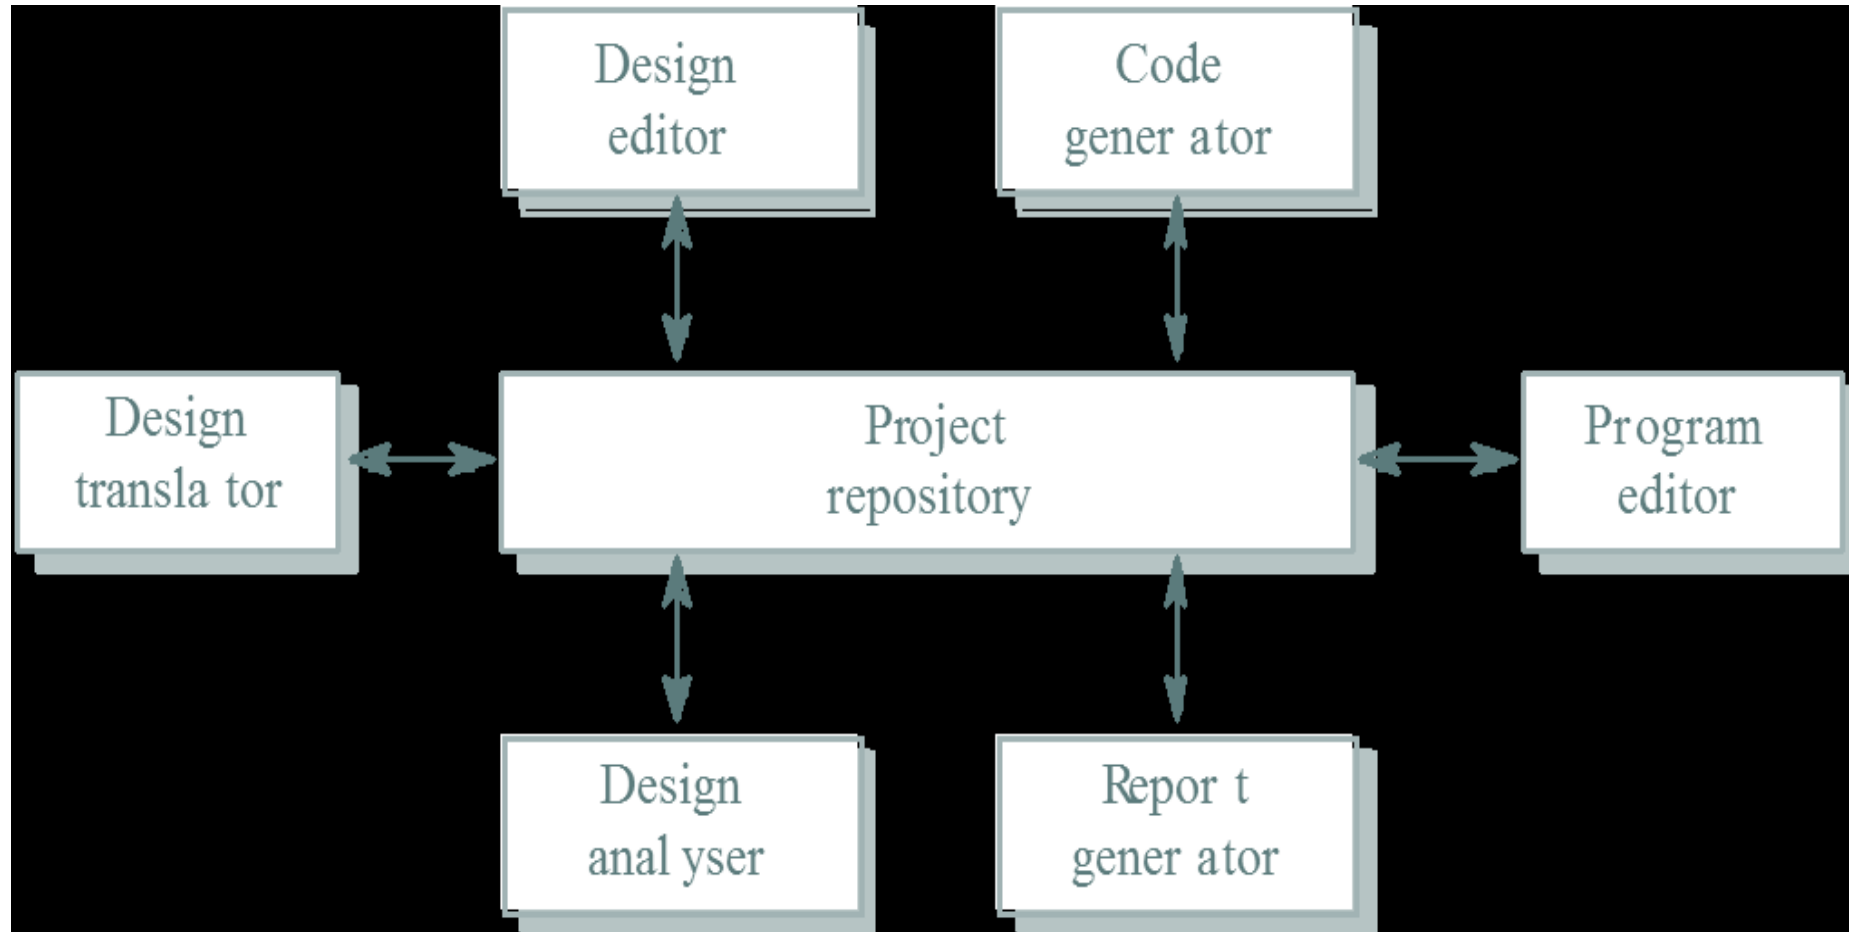 Design
editor
Code
gener ator
Design
transla tor
Project
repository
Program
editor
Design
anal yser
Repor t
gener ator